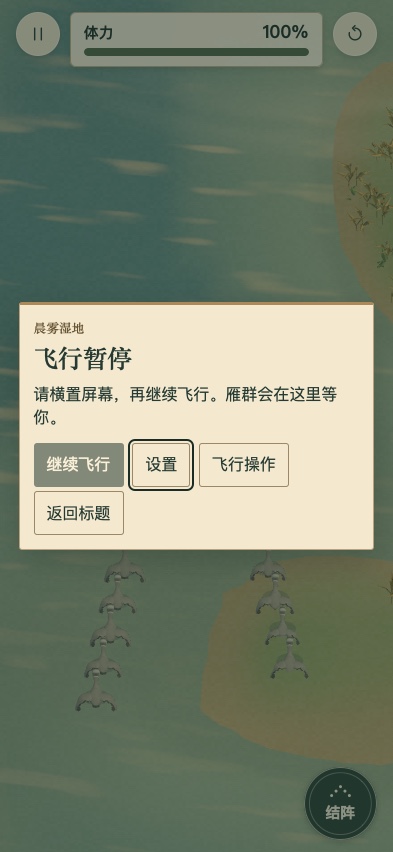 体力 100%
晨雾湿地
飞行暂停
请横置屏幕，再继续飞行。雁群会在这里等
你。
继续飞行 设置 飞行操作
返回标题
结阵